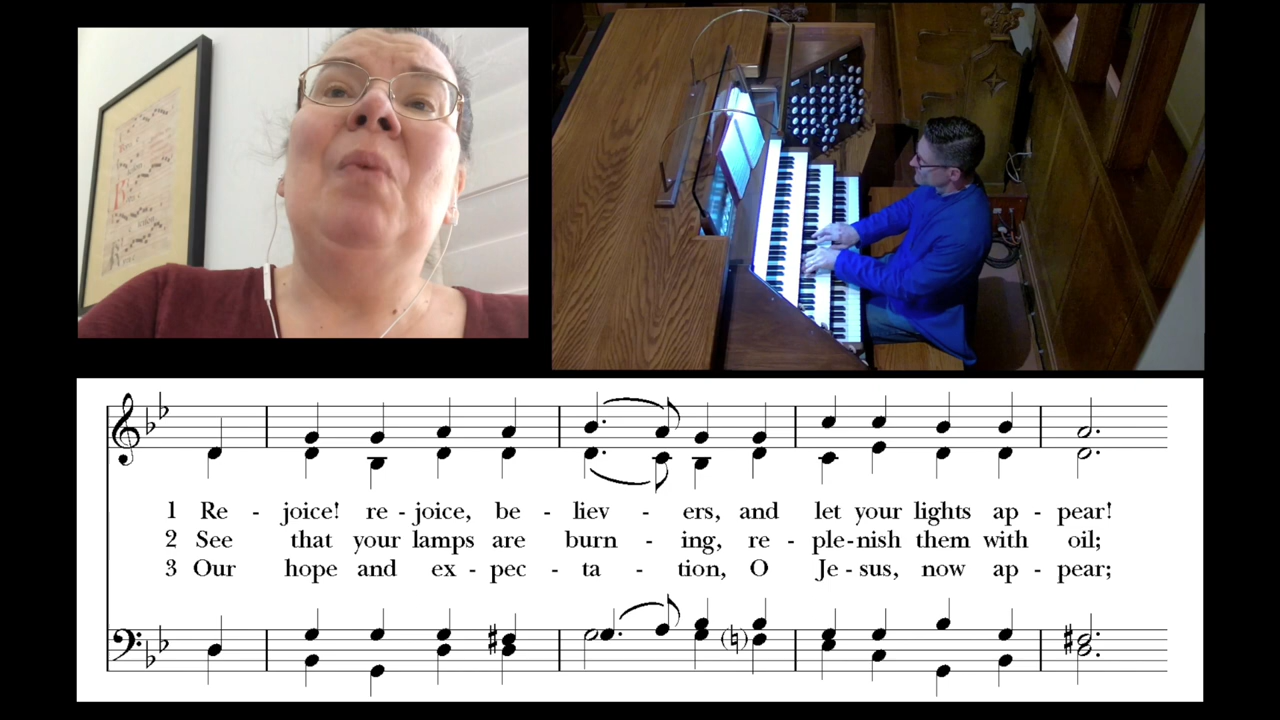 1 Re - joice! re - joice, be - liev - ers, and let your lights ap - pear!
2 See that your lamps are burn - ing, re - ple - nish them with oil;
3 Our hope and ex - pec - ta - tion, O Je - sus, now ap - pear;